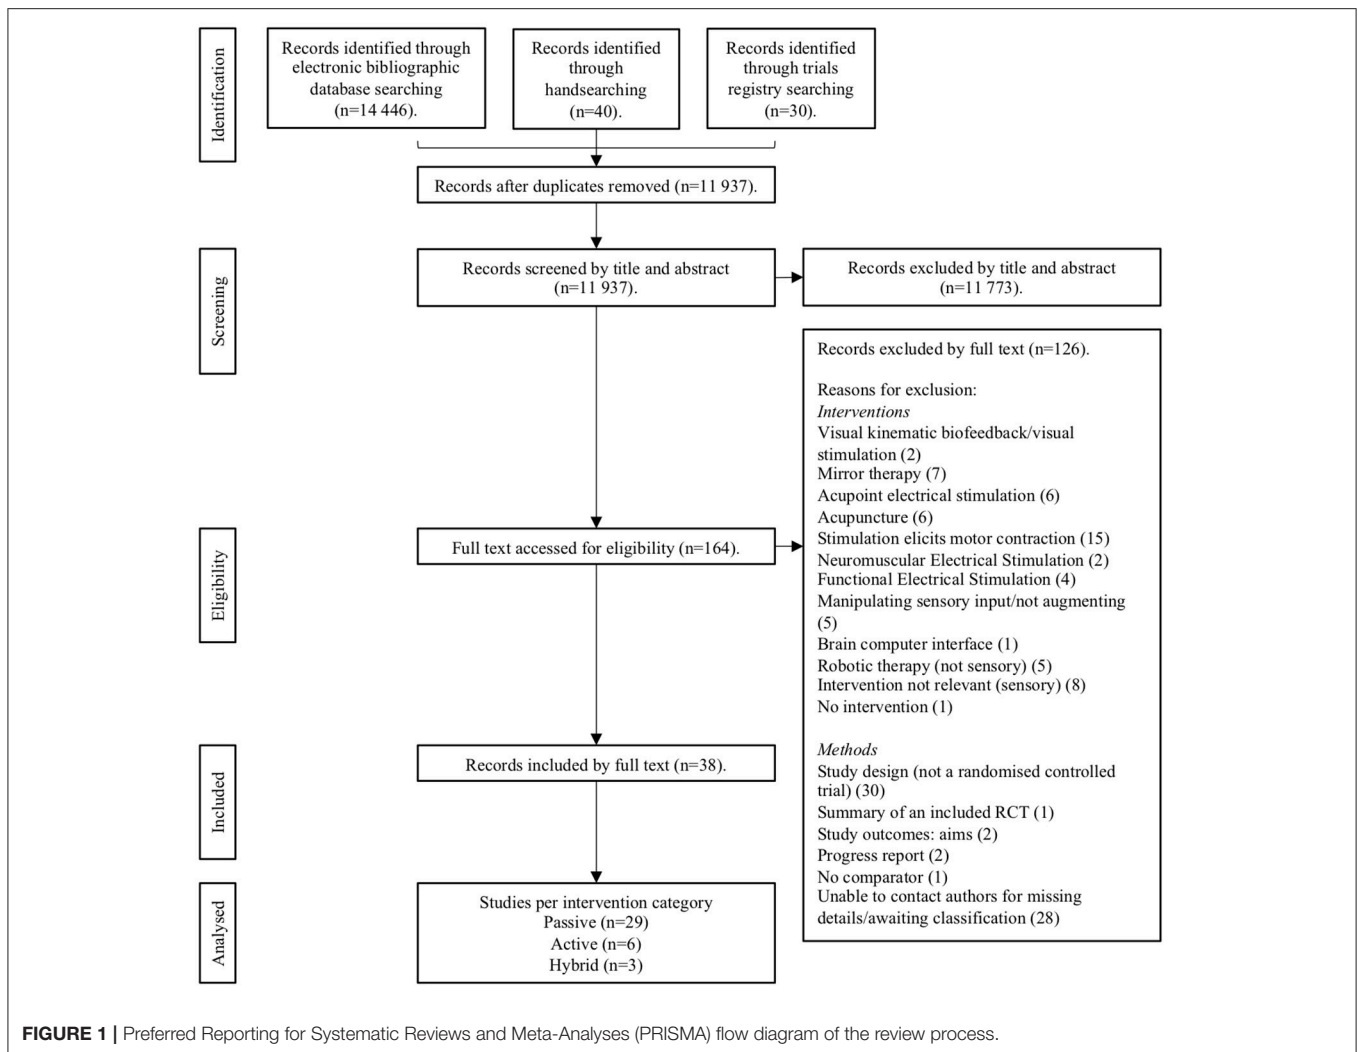 Identification
Records identified through
electronic bibliographic
database searching
(n=14 446).
Records identified
through
handsearching
(n=40).
Records identified
through trials
registry searching
(n=30).
Records after duplicates removed (n=11 937).
Screening
Records screened by title and abstract
(n=11 937).
Records excluded by title and abstract
(n=11 773).
Eligibility
Full text accessed for eligibility (n=164).
Records excluded by full text (n=126).
Reasons for exclusion:
Interventions
Visual kinematic biofeedback/visual
stimulation (2)
Mirror therapy (7)
Acupoint electrical stimulation (6)
Acupuncture (6)
Stimulation elicits motor contraction (15)
Neuromuscular Electrical Stimulation (2)
Functional Electrical Stimulation (4)
Manipulating sensory input/not augmenting
(5)
Brain computer interface (1)
Robotic therapy (not sensory) (5)
Intervention not relevant (sensory) (8)
No intervention (1)
Methods
Study design (not a randomised controlled
trial) (30)
Summary of an included RCT (1)
Study outcomes: aims (2)
Progress report (2)
No comparator (1)
Unable to contact authors for missing
details/awaiting classification (28)
Included
Records included by full text (n=38).
Analysed
Studies per intervention category
Passive (n=29)
Active (n=6)
Hybrid (n=3)
FIGURE 1 | Preferred Reporting for Systematic Reviews and Meta-Analyses (PRISMA) flow diagram of the review process.